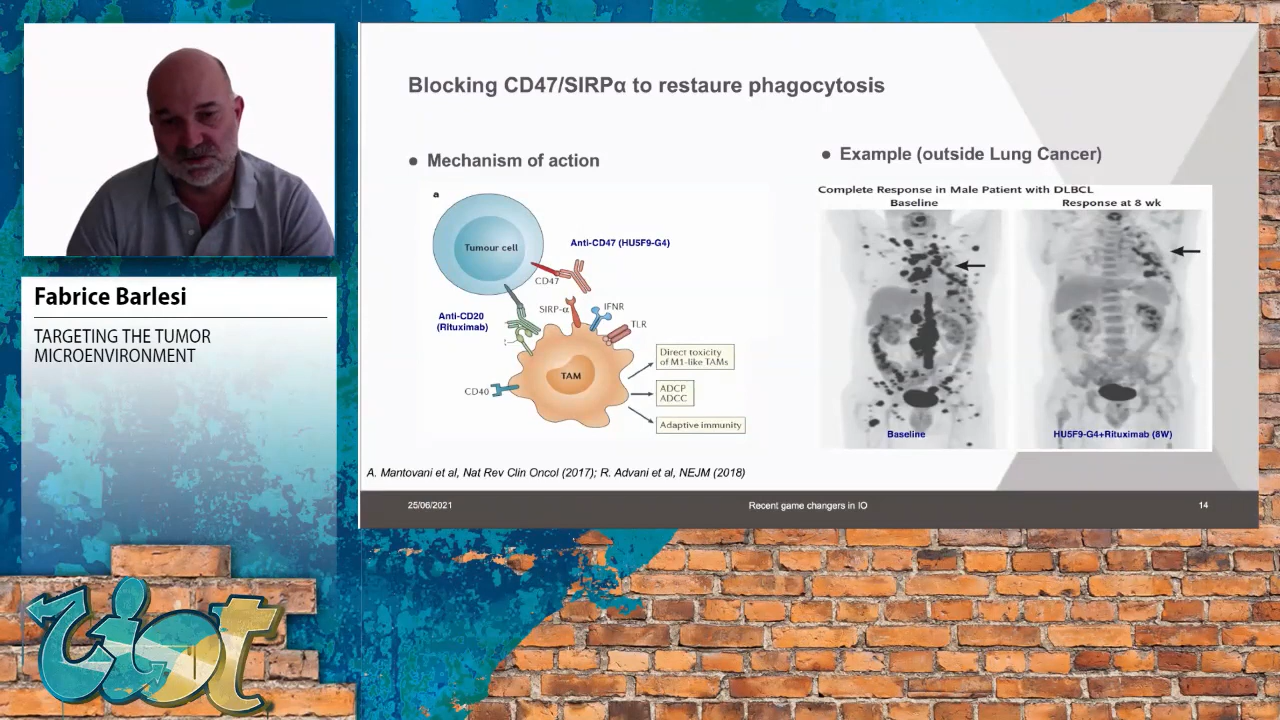 Fabrice Barlesi
TARGETING THE TUMOR
MICROENVIRONMENT
riot
Blocking CD47/SIRPα to restaure phagocytosis
● Mechanism of action
a
Tumour cell
Anti-CD47 (HU5F9-G4)
CD47
SIRP-α
IFNR
Anti-CD20
(Rituximab)
TLR
TAM
CD40
Direct toxicity
of M1-like TAMs
ADCP
ADCC
Adaptive immunity
● Example (outside Lung Cancer)
Complete Response in Male Patient with DLBCL
Baseline
Response at 8 wk
Baseline
HU5F9-G4+Rituximab (8W)
A. Mantovani et al, Nat Rev Clin Oncol (2017); R. Advani et al, NEJM (2018)
25/06/2021
Recent game changers in IO
14